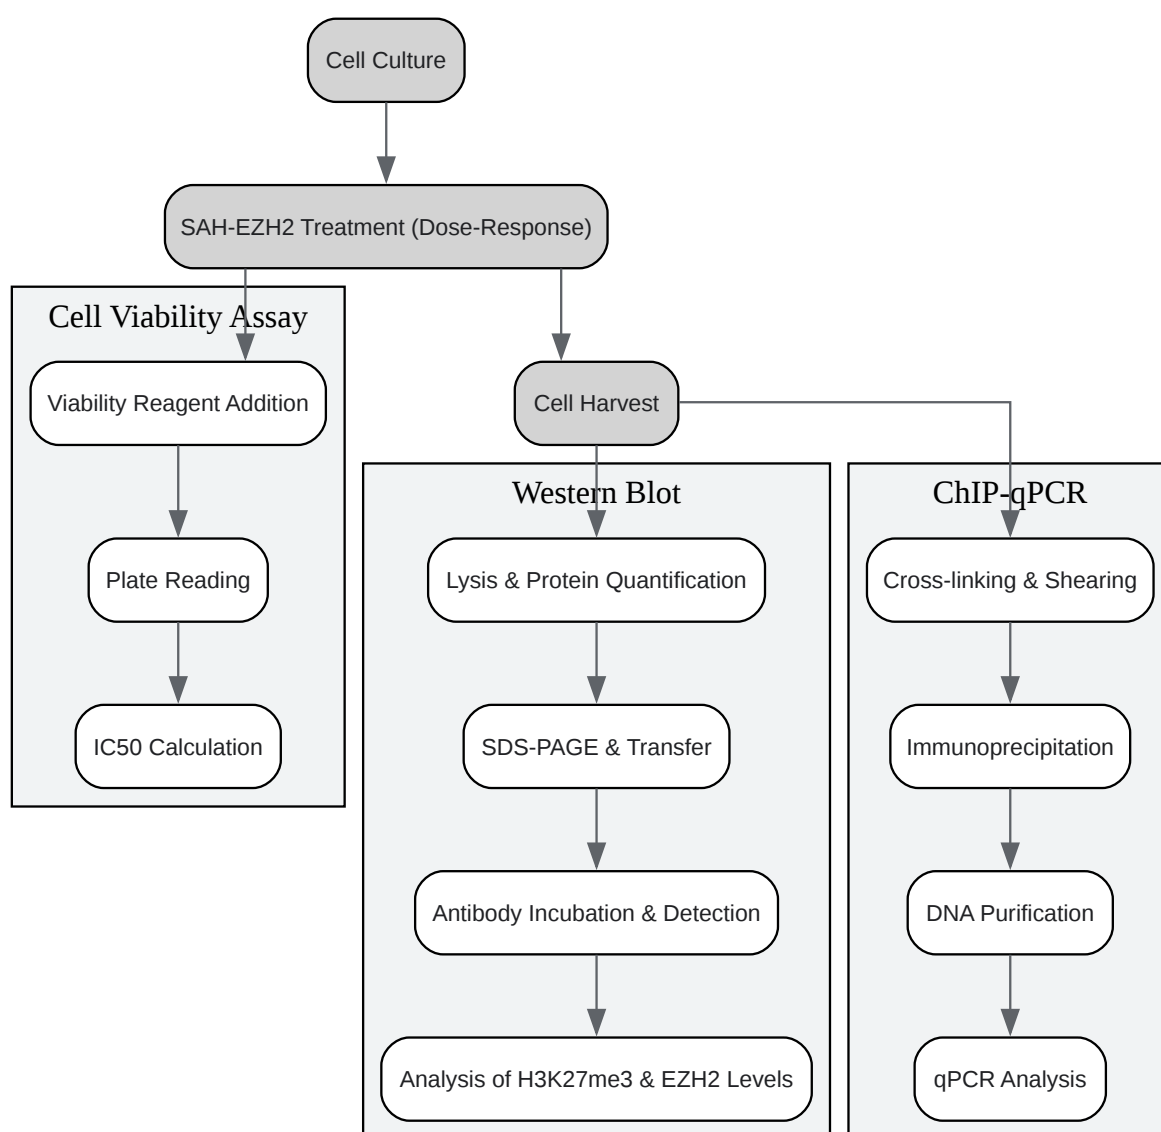 Cell Culture
SAH-EZH2 Treatment (Dose-Response)
Cell Viability Assay
Viability Reagent Addition
Plate Reading
IC50 Calculation
Cell Harvest
Western Blot
Lysis & Protein Quantification
SDS-PAGE & Transfer
Antibody Incubation & Detection
Analysis of H3K27me3 & EZH2 Levels
ChIP-qPCR
Cross-linking & Shearing
Immunoprecipitation
DNA Purification
qPCR Analysis